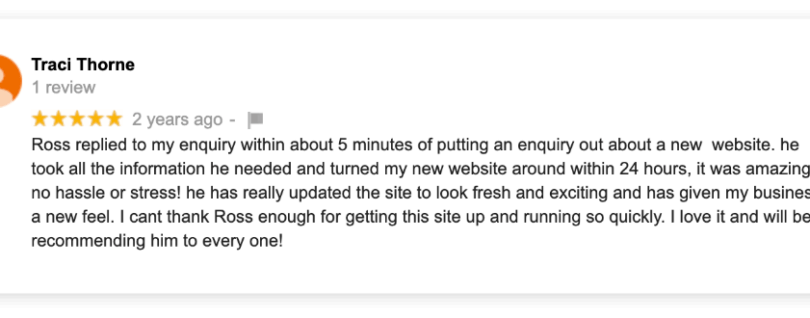 Traci Thorne
1 review
2 years ago -
Ross replied to my enquiry within about 5 minutes of putting an enquiry out about a new  website. he
took all the information he needed and turned my new website around within 24 hours, it was amazing
no hassle or stress! he has really updated the site to look fresh and exciting and has given my busines
a new feel. I cant thank Ross enough for getting this site up and running so quickly. I love it and will be
recommending him to every one!